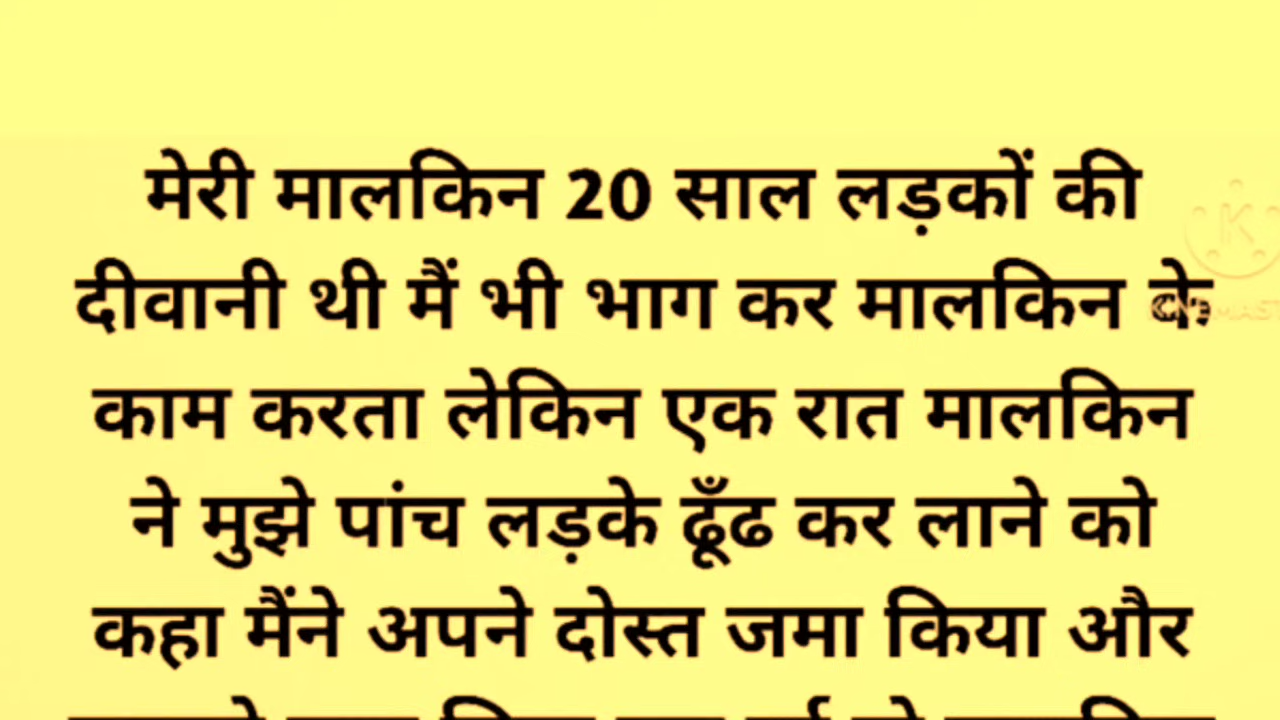 मेरी मालकिन 20 साल लड़कों की
दीवानी थी मैं भी भाग कर मालकिन के
काम करता लेकिन एक रात मालकिन
ने मुझे पांच लड़के ढूँढ कर लाने को
कहा मैंने अपने दोस्त जमा किया और
K